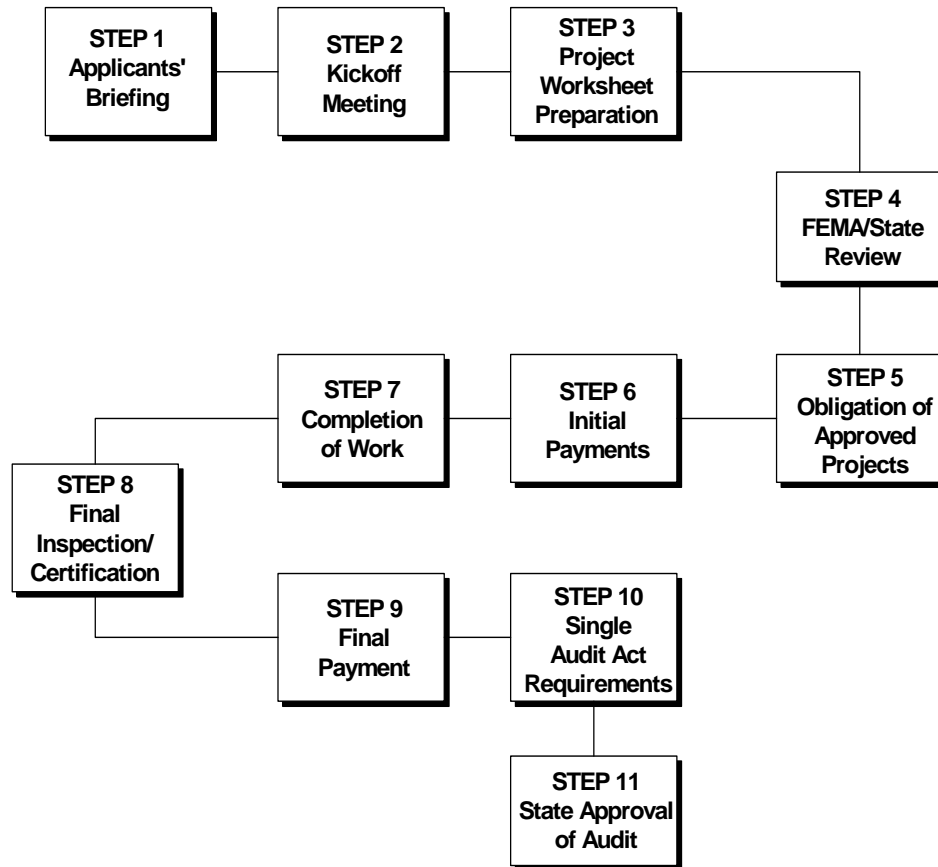 STEP 1
Applicants'
Briefing
STEP 2
Kickoff
Meeting
STEP 3
Project
Worksheet
Preparation
STEP 4
FEMA/State
Review
STEP 5
Obligation of
Approved
Projects
STEP 6
Initial
Payments
STEP 7
Completion
of Work
STEP 8
Final
Inspection/
Certification
STEP 9
Final
Payment
STEP 10
Single
Audit Act
Requirements
STEP 11
State Approval
of Audit